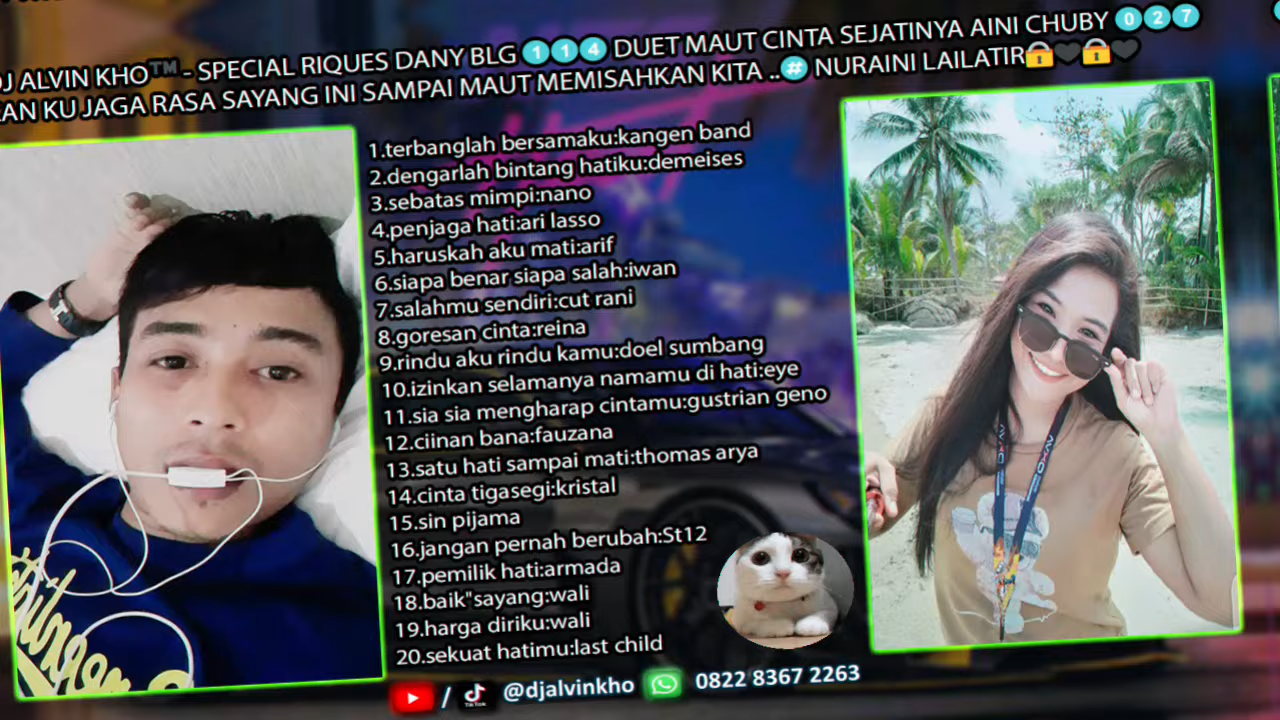 DJ ALVIN KHO™ - SPECIAL RIQUES DANY BLG 114 DUET MAUT CINTA SEJATINYA AINI CHUBY 027
KAN KU JAGA RASA SAYANG INI SAMPAI MAUT MEMISAHKAN KITA ..# NURAINI LAILATIR🔒🖤🔒🖤
1.terbanglah bersamaku:kangen band
2.dengarlah bintang hatiku:demeises
3.sebatas mimpi:nano
4.penjaga hati:ari lasso
5.haruskah aku mati:arif
6.siapa benar siapa salah:iwan
7.salahmu sendiri:cut rani
8.goresan cinta:reina
9.rindu aku rindu kamu:doel sumbang
10.izinkan selamanya namamu di hati:eye
11.sia sia mengharap cintamu:gustrian geno
12.ciinan bana:fauzana
13.satu hati sampai mati:thomas arya
14.cinta tigasegi:kristal
15.sin pijama
16.jangan pernah berubah:St12
17.pemilik hati:armada
18.baik"sayang:wali
19.harga diriku:wali
20.sekuat hatimu:last child
/ TikTok @djalvinkho 0822 8367 2263